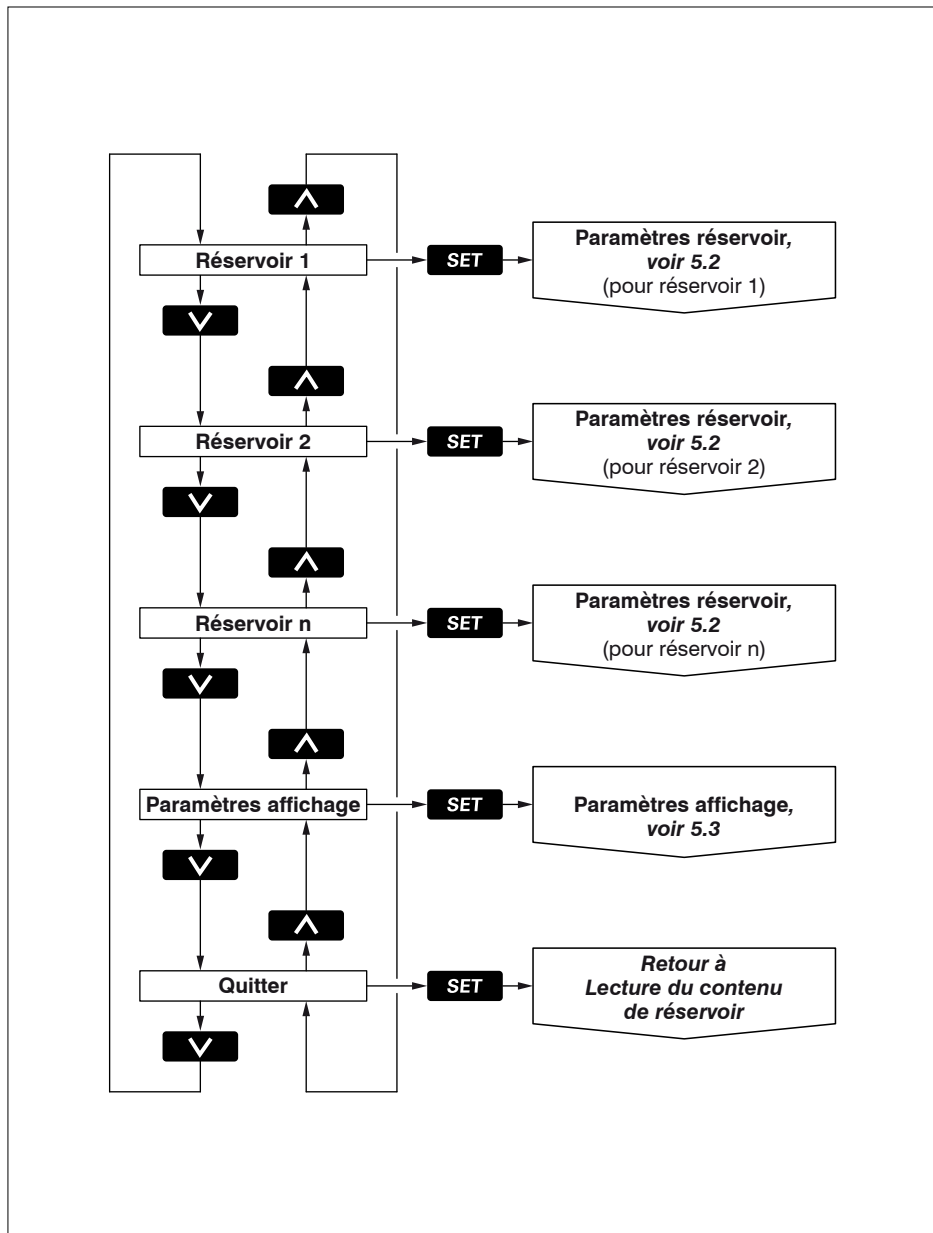 Réservoir 1
SET
Paramètres réservoir,
voir 5.2
(pour réservoir 1)
Réservoir 2
SET
Paramètres réservoir,
voir 5.2
(pour réservoir 2)
Réservoir n
SET
Paramètres réservoir,
voir 5.2
(pour réservoir n)
Paramètres affichage
SET
Paramètres affichage,
voir 5.3
Quitter
SET
Retour à
Lecture du contenu
de réservoir